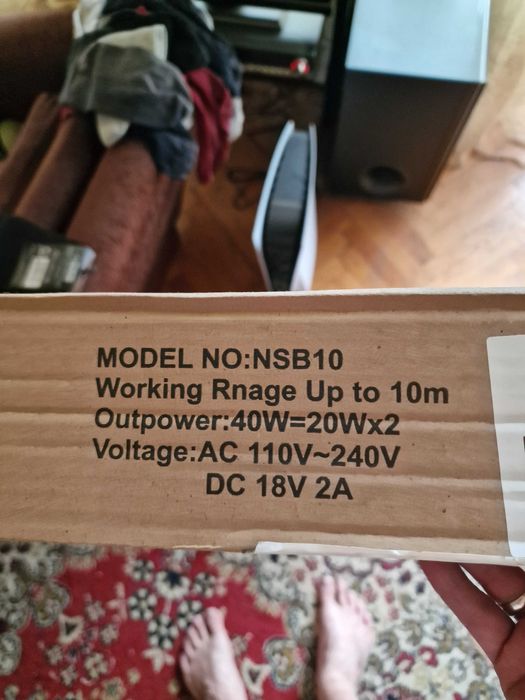 MODEL NO:NSB10
Working Rnage Up to 10m
Outpower:40W=20Wx2
Voltage:AC 110V~240V
DC 18V 2A